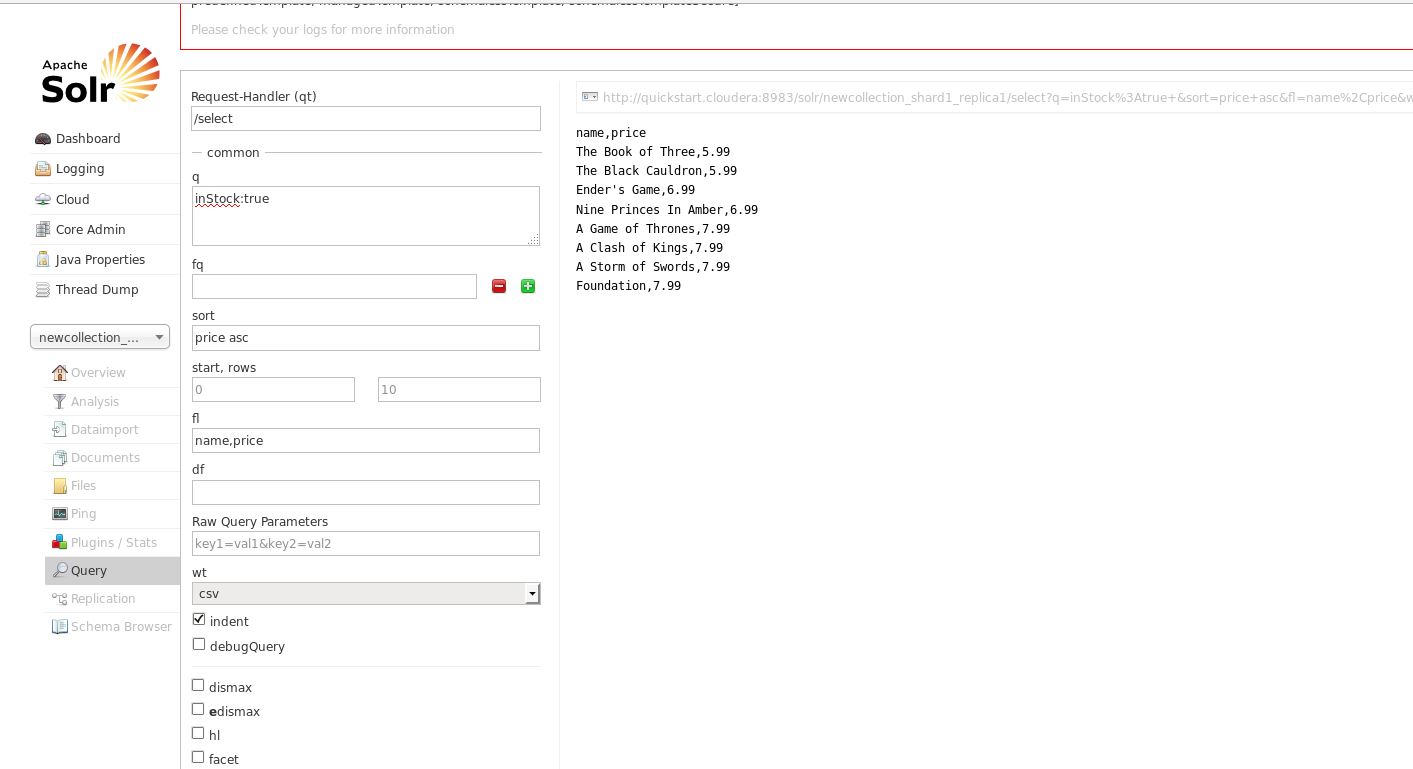 Please check your logs for more information
Apache
Solr
Dashboard
Logging
Cloud
Core Admin
Java Properties
Thread Dump
newcollection_...
Overview
Analysis
Dataimport
Documents
Files
Ping
Plugins / Stats
Query
Replication
Schema Browser
Request-Handler (qt)
/select
common
q
inStock:true
fq
sort
price asc
start, rows
0 10
fl
name,price
df
Raw Query Parameters
key1=val1&key2=val2
wt
csv
indent
debugQuery
dismax
edismax
hl
facet
http://quickstart.cloudera:8983/solr/newcollection_shard1_replica1/select?q=inStock%3Atrue+&sort=price+asc&fl=name%2Cprice&w
name,price
The Book of Three,5.99
The Black Cauldron,5.99
Ender's Game,6.99
Nine Princes In Amber,6.99
A Game of Thrones,7.99
A Clash of Kings,7.99
A Storm of Swords,7.99
Foundation,7.99